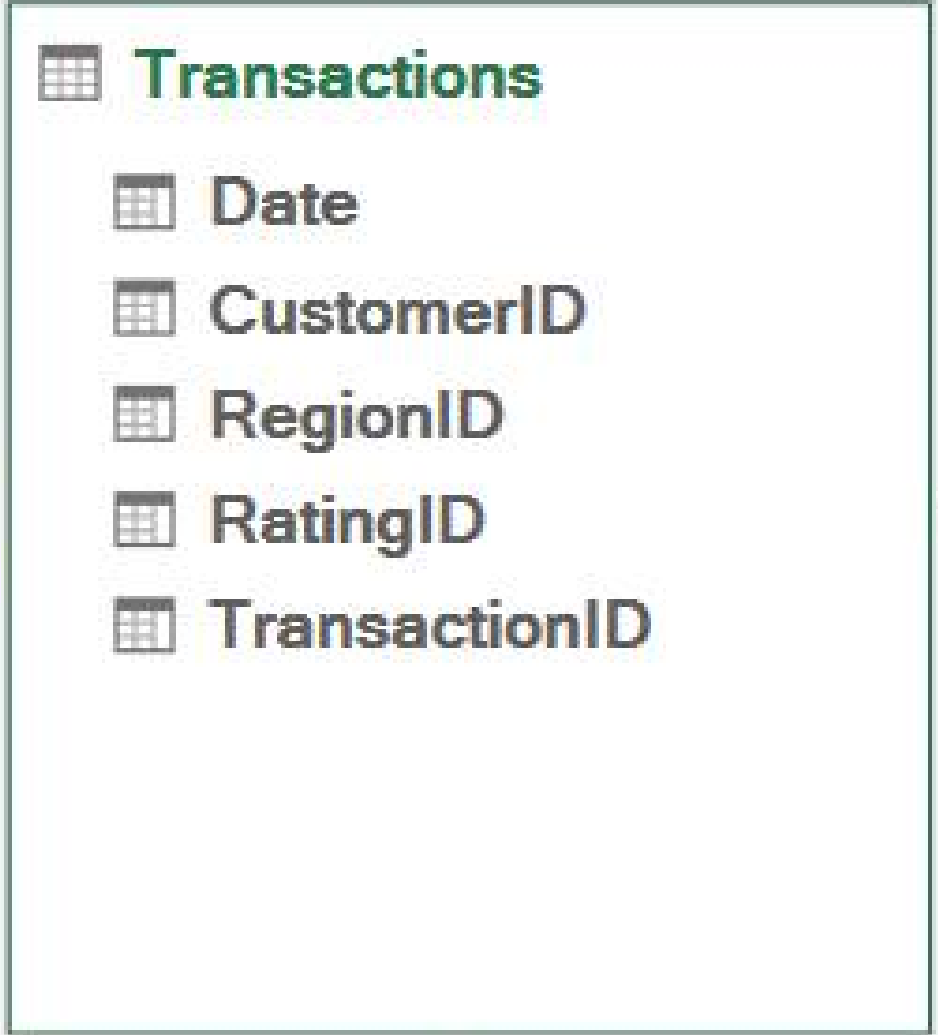 Transactions
Date
CustomerID
RegionID
RatingID
TransactionID